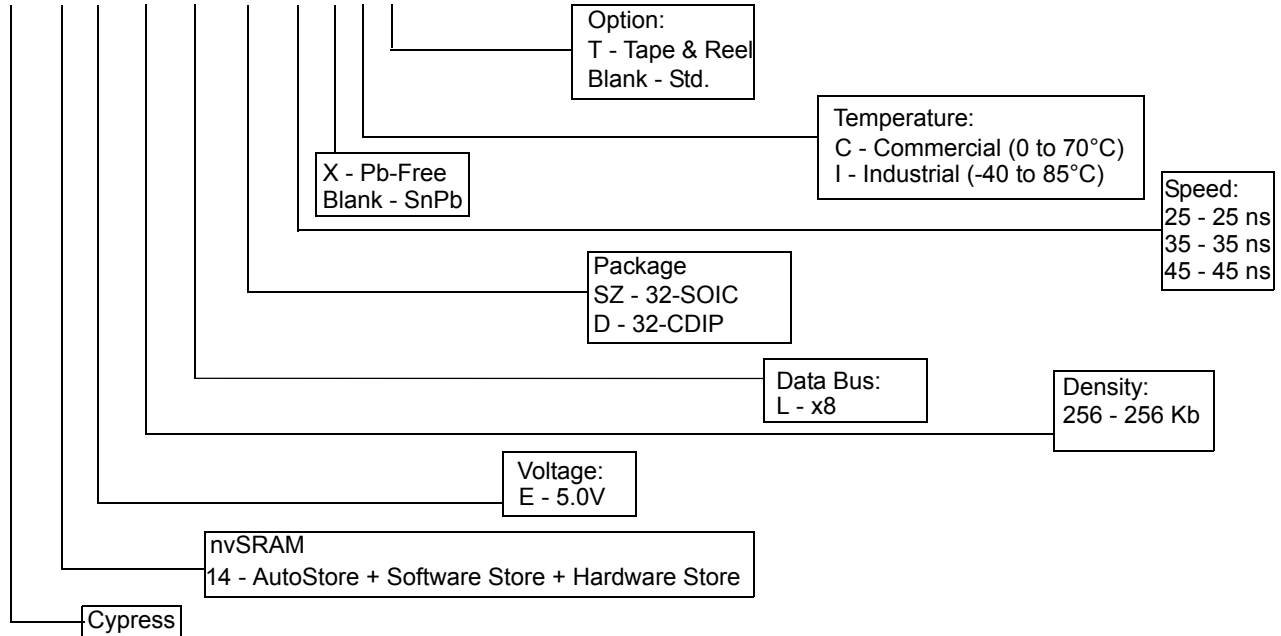 Option:
T - Tape & Reel
Blank - Std.
Temperature:
C - Commercial (0 to 70°C)
I - Industrial (-40 to 85°C)
X - Pb-Free
Blank - SnPb
Speed:
25 - 25 ns
35 - 35 ns
45 - 45 ns
Package
SZ - 32-SOIC
D - 32-CDIP
Data Bus:
L - x8
Density:
256 - 256 Kb
Voltage:
E - 5.0V
nvSRAM
14 - AutoStore + Software Store + Hardware Store
Cypress